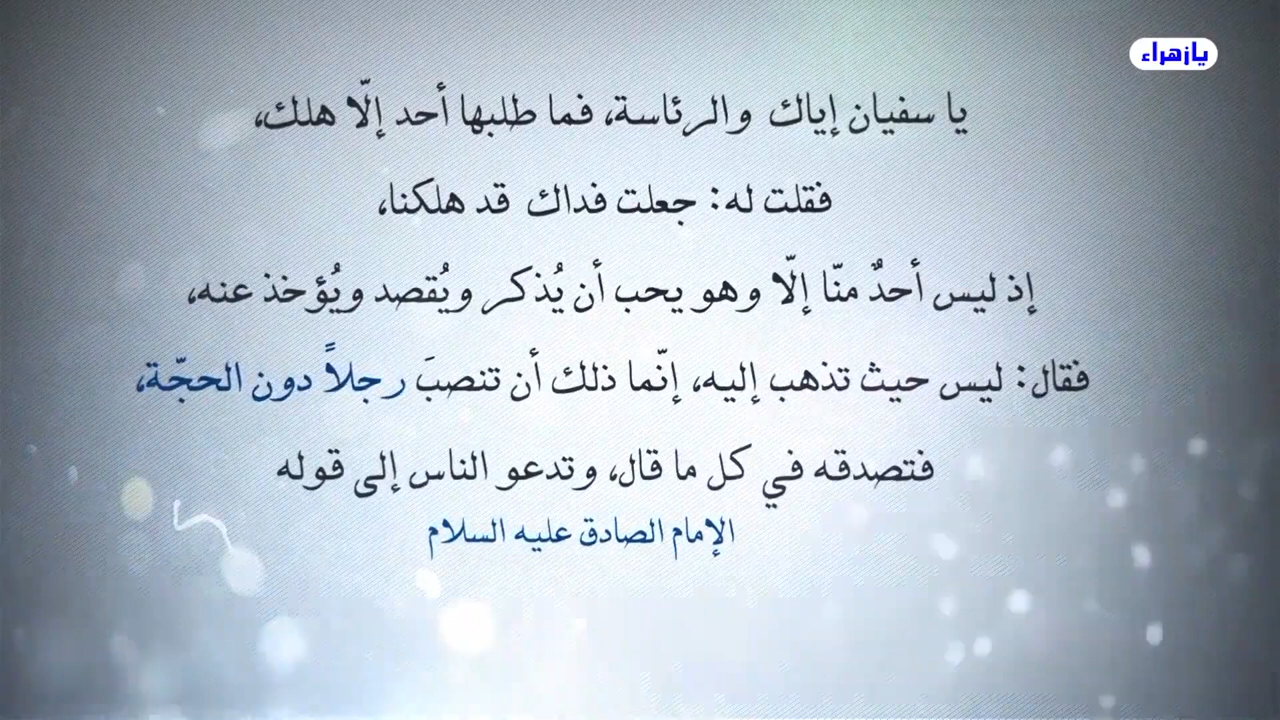 يازهراء
يا سفيان إياك والرئاسة، فما طلبها أحد إلّا هلك،
فقلت له: جعلت فداك قد هلكنا،
إذ ليس أحدٌ منّا إلّا وهو يحب أن يُذكر ويُقصد ويُؤخذ عنه،
فقال: ليس حيث تذهب إليه، إنّما ذلك أن تنصبَ رجلاً دون الحجّة،
فتصدقه في كل ما قال، وتدعو الناس إلى قوله
الإمام الصادق عليه السلام